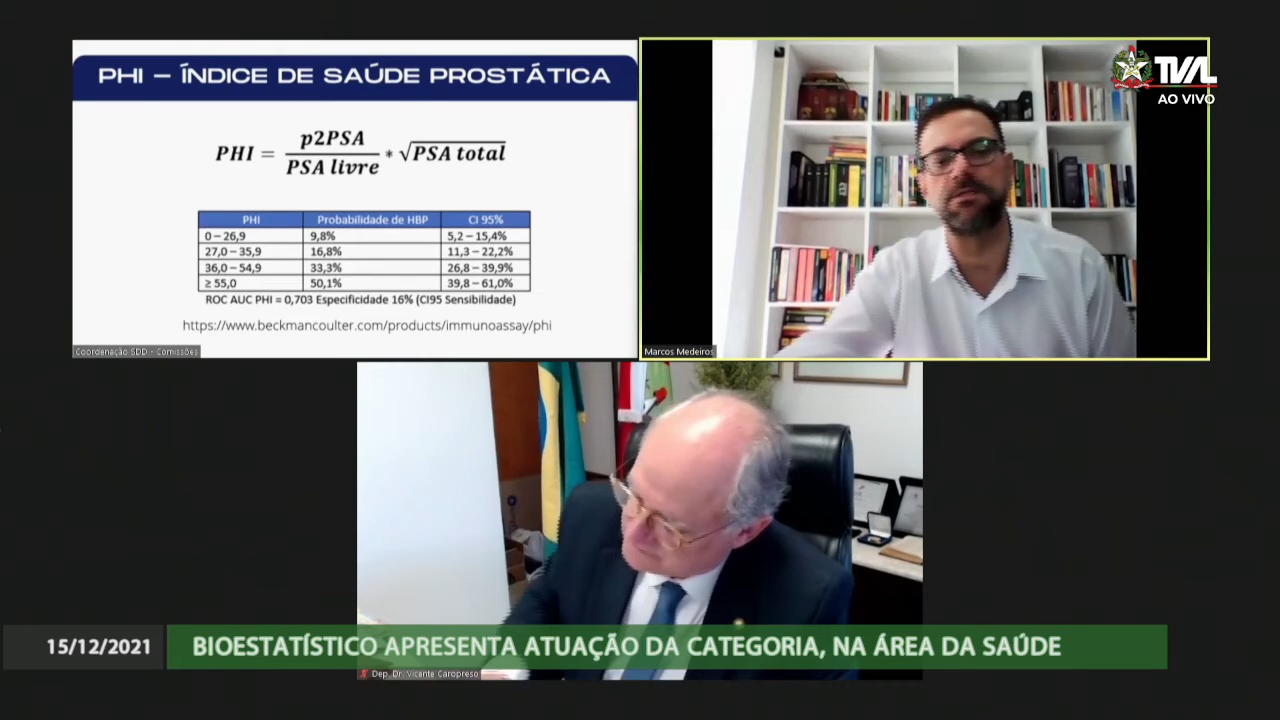 PHI – ÍNDICE DE SAÚDE PROSTÁTICA
PHI = p2PSA / PSA livre * √PSA total
PHI Probabilidade de HBP CI 95%
0 – 26,9 9,8% 5,2 – 15,4%
27,0 – 35,9 16,8% 11,3 – 22,2%
36,0 – 54,9 33,3% 26,8 – 39,9%
≥ 55,0 50,1% 39,8 – 61,0%
ROC AUC PHI = 0,703 Especificidade 16% (CI95 Sensibilidade)
https://www.beckmancoulter.com/products/immunoassay/phi
Coordenação SDD - Comissões
TVAL
AO VIVO
Marcos Medeiros
15/12/2021
BIOESTATÍSTICO APRESENTA ATUAÇÃO DA CATEGORIA, NA ÁREA DA SAÚDE
Dep. Dr. Vicente Caropreso